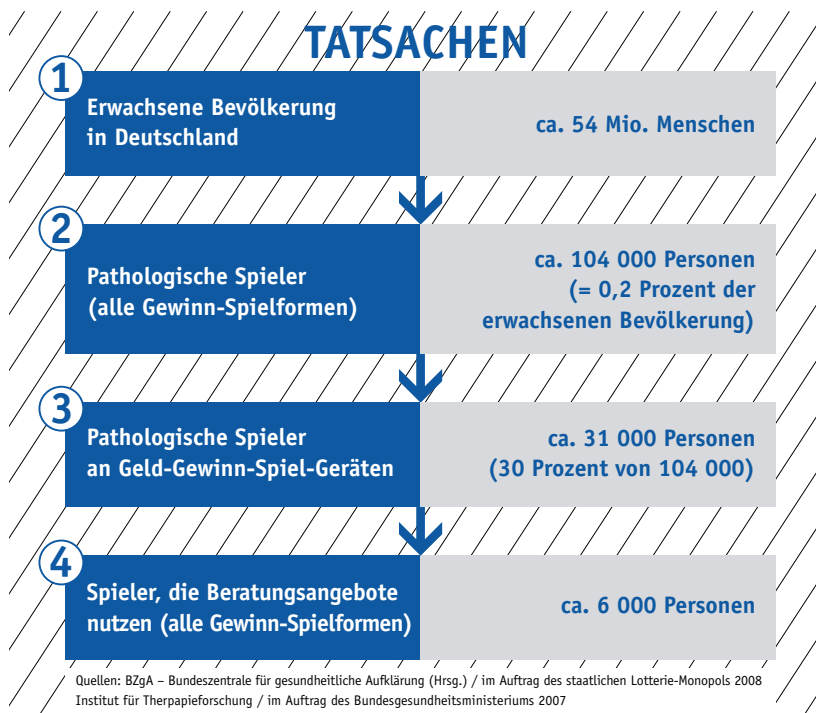 TATSACHEN
1
Erwachsene Bevölkerung
in Deutschland
ca. 54 Mio. Menschen
2
Pathologische Spieler
(alle Gewinn-Spielformen)
ca. 104 000 Personen
(= 0,2 Prozent der
erwachsenen Bevölkerung)
3
Pathologische Spieler
an Geld-Gewinn-Spiel-Geräten
ca. 31 000 Personen
(30 Prozent von 104 000)
4
Spieler, die Beratungsangebote
nutzen (alle Gewinn-Spielformen)
ca. 6 000 Personen
Quellen: BZgA – Bundeszentrale für gesundheitliche Aufklärung (Hrsg.) / im Auftrag des staatlichen Lotterie-Monopols 2008
Institut für Therpapieforschung / im Auftrag des Bundesgesundheitsministeriums 2007